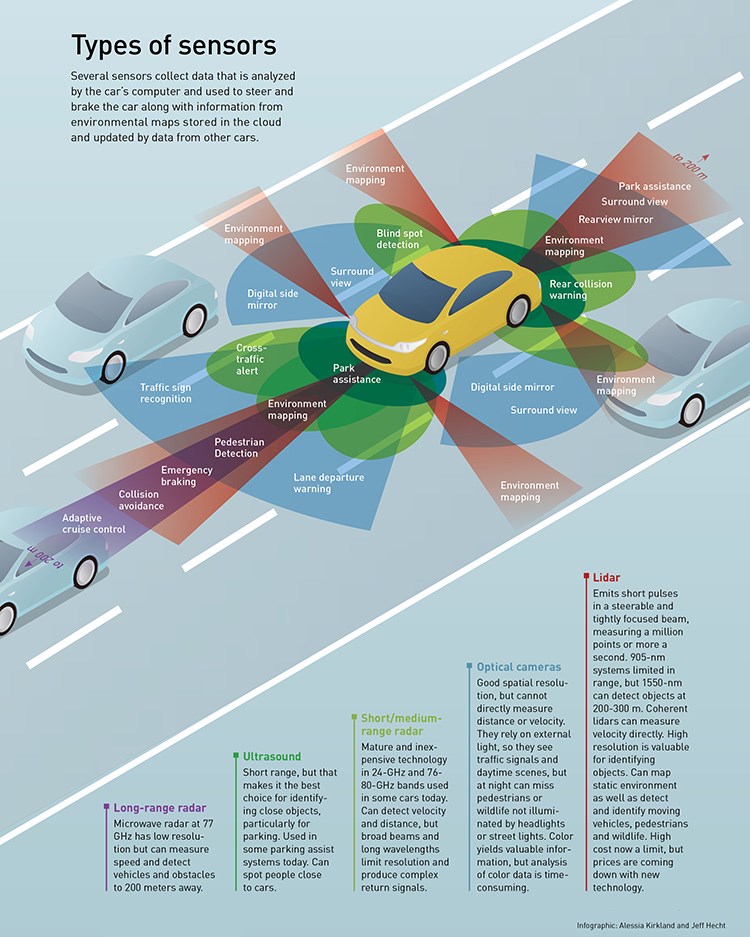 Types of sensors
Several sensors collect data that is analyzed
by the car's computer and used to steer and
brake the car along with information from
environmental maps stored in the cloud
and updated by data from other cars.
to 200 m
Environment
mapping
Park assistance
Surround view
Rearview mirror
Environment
mapping
Blind spot
detection
Environment
mapping
Surround
view
Rear collision
warning
Digital side
mirror
Cross-
traffic
alert
Park
assistance
Environment
mapping
Traffic sign
recognition
Digital side mirror
Surround view
Environment
mapping
Pedestrian
Detection
Emergency
braking
Lane departure
warning
Environment
mapping
Collision
avoidance
Adaptive
cruise control
to 200 m
Long-range radar
Microwave radar at 77
GHz has low resolu-
tion but can measure
speed and detect
vehicles and obstacles
to 200 meters away.
Ultrasound
Short range, but that
makes it the best
choice for identify-
ing close objects,
particularly for
parking. Used in
some parking assist
systems today. Can
spot people close
to cars.
Short/medium-
range radar
Mature and inex-
pensive technology
in 24-GHz and 76-
80-GHz bands used
in some cars today.
Can detect velocity
and distance, but
broad beams and
long wavelengths
limit resolution and
produce complex
return signals.
Optical cameras
Good spatial resolu-
tion, but cannot
directly measure
distance or velocity.
They rely on external
light, so they see
traffic signals and
daytime scenes, but
at night can miss
pedestrians or
wildlife not illumi-
nated by headlights
or street lights. Color
yields valuable infor-
mation, but analysis
of color data is time-
consuming.
Lidar
Emits short pulses
in a steerable and
tightly focused beam,
measuring a million
points or more a
second. 905-nm
systems limited in
range, but 1550-nm
can detect objects at
200-300 m. Coherent
lidars can measure
velocity directly. High
resolution is valuable
for identifying
objects. Can map
static environment
as well as detect
and identify moving
vehicles, pedestrians
and wildlife. High
cost now a limit, but
prices are coming
down with new
technology.
Infographic: Alessia Kirkland and Jeff Hecht